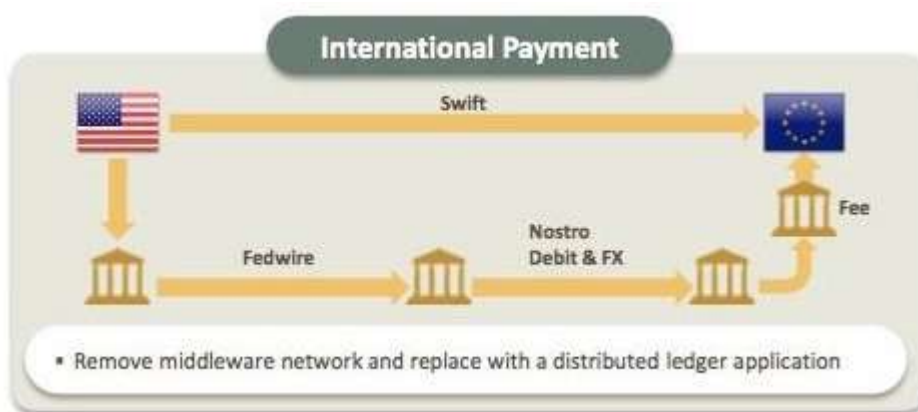 International Payment
Swift
Fee
Nostro
Fedwire
Debit & FX
▪ Remove middleware network and replace with a distributed ledger application